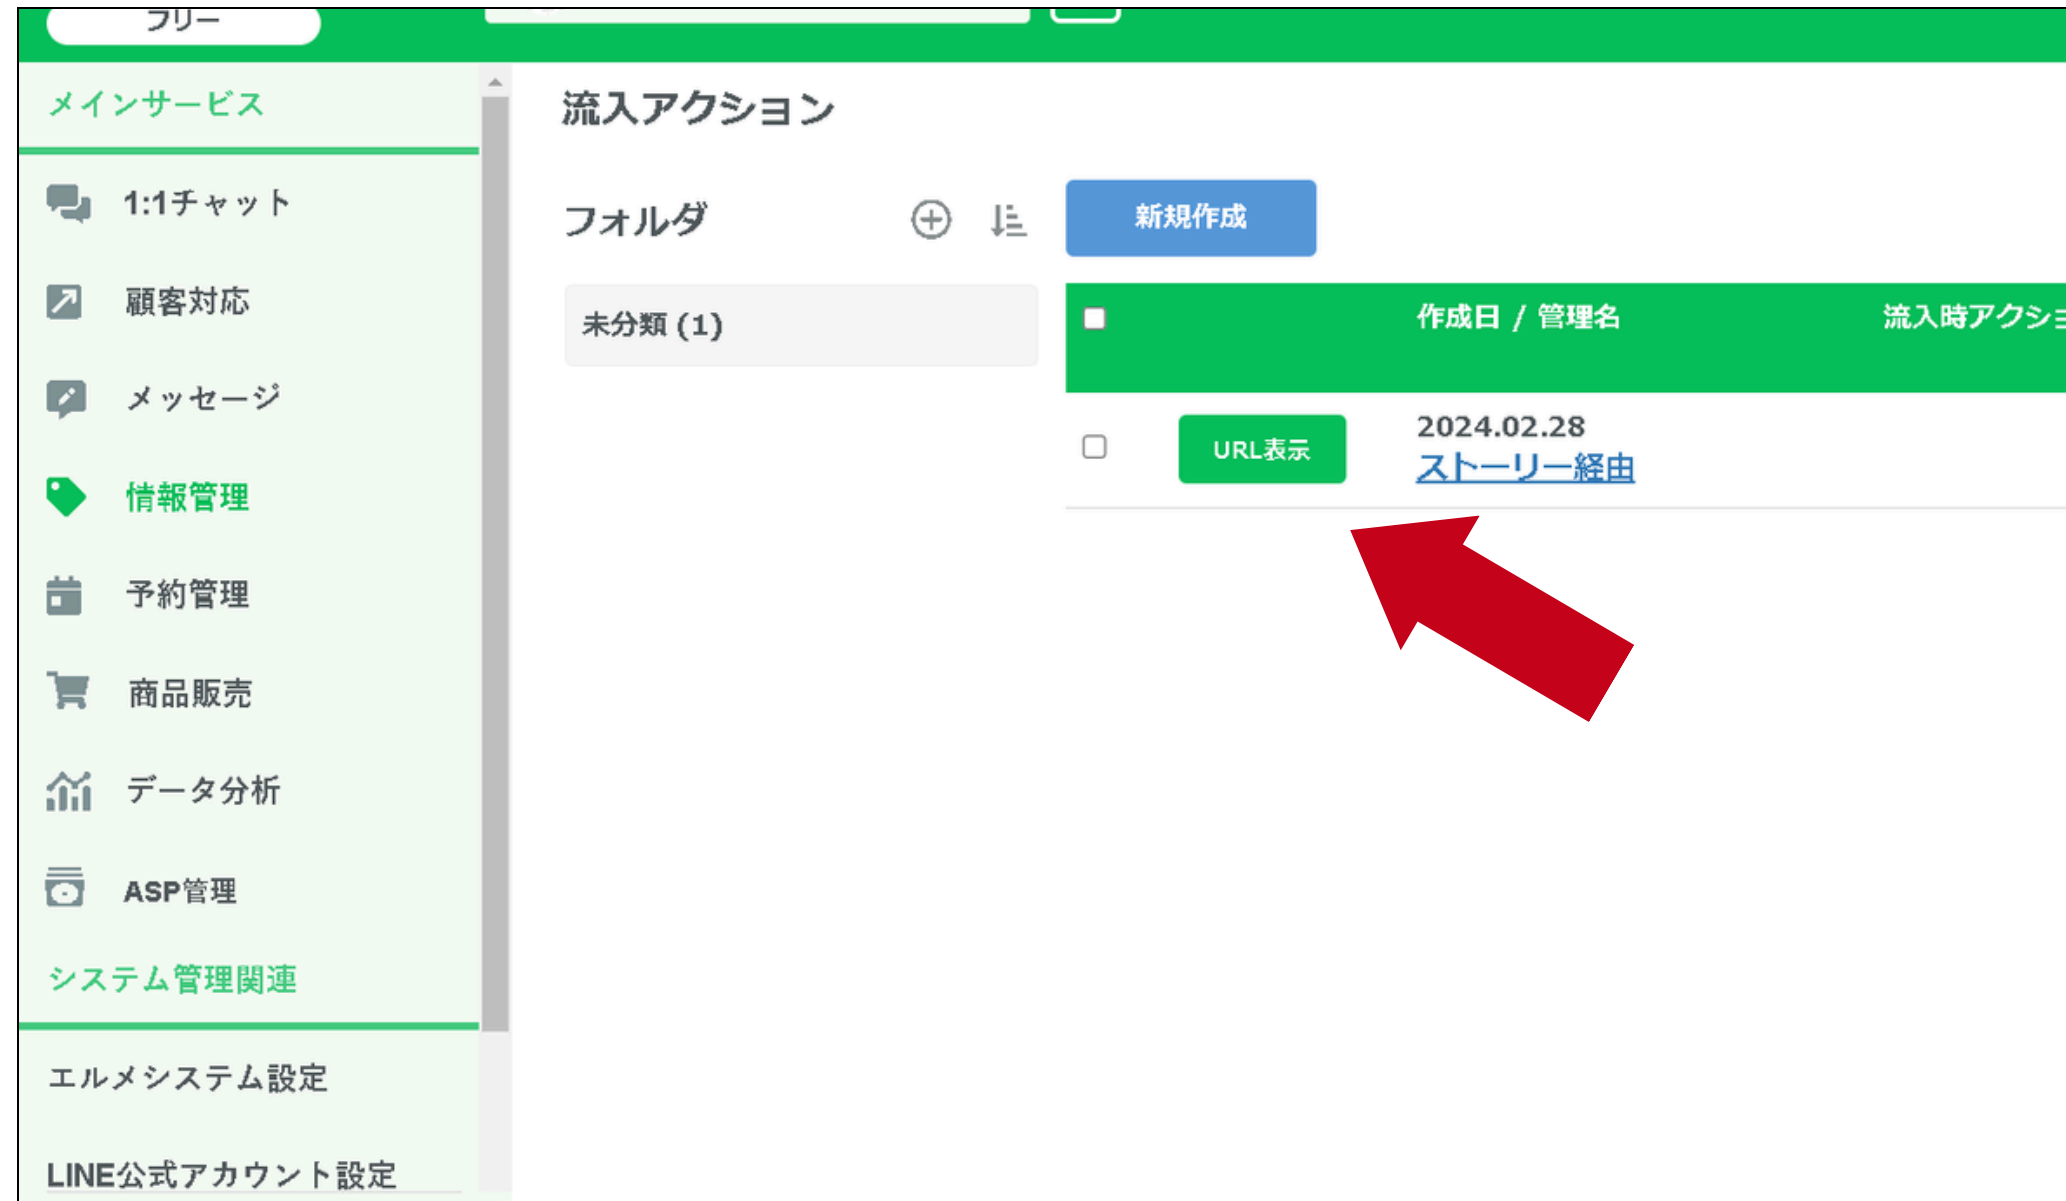 フリー
メインサービス
1:1チャット
顧客対応
メッセージ
情報管理
予約管理
商品販売
データ分析
ASP管理
システム管理関連
エルメシステム設定
LINE公式アカウント設定
流入アクション
フォルダ
新規作成
未分類 (1)
作成日 / 管理名
流入時アクショ
URL表示
2024.02.28
ストーリー経由